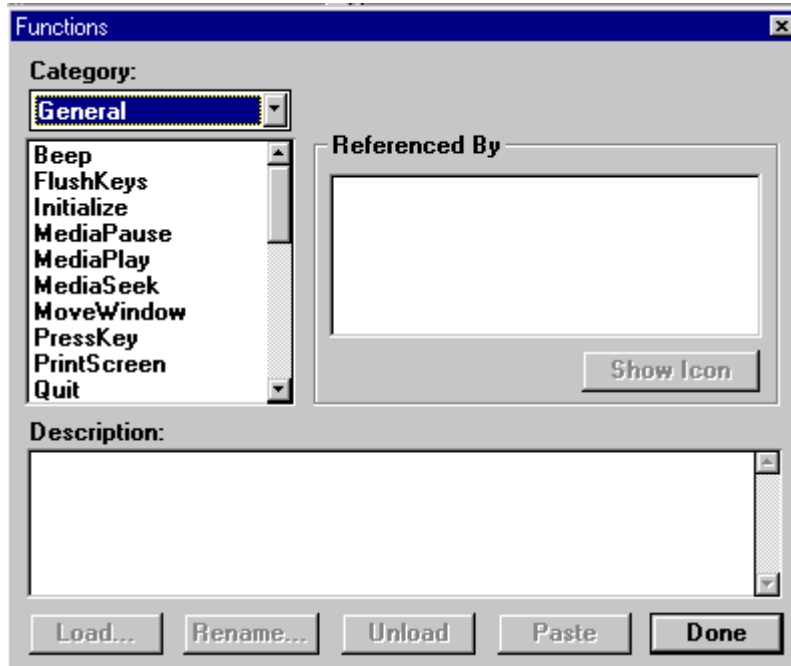 Functions
Category:
General
Beep
FlushKeys
Initialize
MediaPause
MediaPlay
MediaSeek
MoveWindow
PressKey
PrintScreen
Quit
Referenced By
Show Icon
Description:
Load... Rename... Unload Paste Done